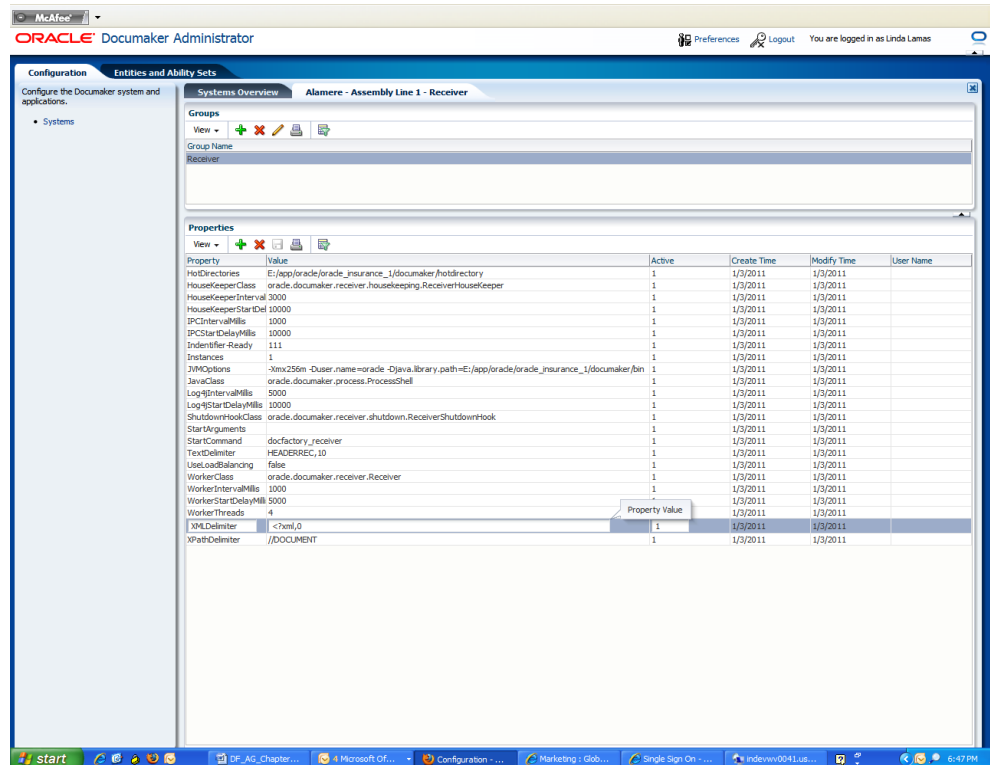 McAfee
ORACLE Documaker Administrator
Preferences Logout You are logged in as Linda Lamas
Configuration Entities and Ability Sets
Configure the Documaker system and applications.
Systems
Systems Overview Alamere - Assembly Line 1 - Receiver
Groups
View
Group Name
Receiver
Properties
View
Property Value Active Create Time Modify Time User Name
HotDirectories E:/app/oracle/oracle_insurance_1/documaker/hotdirectory 1 1/3/2011 1/3/2011
HouseKeeperClass oracle.documaker.receiver.housekeeping.ReceiverHouseKeeper 1 1/3/2011 1/3/2011
HouseKeeperInterval 3000 1 1/3/2011 1/3/2011
HouseKeeperStartDel 10000 1 1/3/2011 1/3/2011
IPCIntervalMillis 1000 1 1/3/2011 1/3/2011
IPCStartDelayMillis 10000 1 1/3/2011 1/3/2011
Indentifier-Ready 111 1 1/3/2011 1/3/2011
Instances 1 1 1/3/2011 1/3/2011
JVMOptions -Xmx256m -Duser.name=oracle -Djava.library.path=E:/app/oracle/oracle_insurance_1/documaker/bin 1 1/3/2011 1/3/2011
JavaClass oracle.documaker.process.ProcessShell 1 1/3/2011 1/3/2011
Log4jIntervalMillis 5000 1 1/3/2011 1/3/2011
Log4jStartDelayMillis 10000 1 1/3/2011 1/3/2011
ShutdownHookClass oracle.documaker.receiver.shutdown.ReceiverShutdownHook 1 1/3/2011 1/3/2011
StartArguments 1 1/3/2011 1/3/2011
StartCommand docfactory_receiver 1 1/3/2011 1/3/2011
TextDelimiter HEADERREC,10 1 1/3/2011 1/3/2011
UseLoadBalancing false 1 1/3/2011 1/3/2011
WorkerClass oracle.documaker.receiver.Receiver 1 1/3/2011 1/3/2011
WorkerIntervalMillis 1000 1 1/3/2011 1/3/2011
WorkerStartDelayMilli 5000 1/3/2011 1/3/2011
WorkerThreads 4 Property Value 1/3/2011 1/3/2011
XMLDelimiter <?xml,0 1 1/3/2011 1/3/2011
XPathDelimiter //DOCUMENT 1 1/3/2011 1/3/2011
start DF_AG_Chapter... 4 Microsoft Of... Configuration - ... Marketing : Glob... Single Sign On - ... indevwv0041.us... 6:47 PM